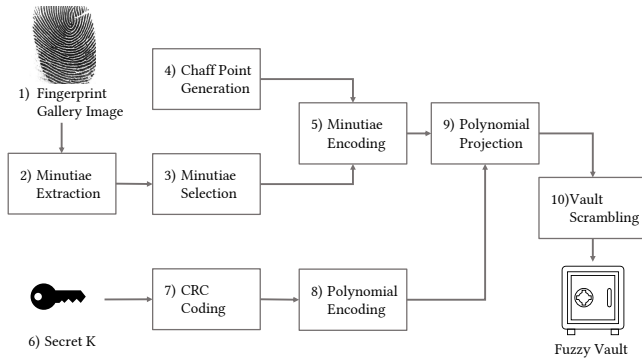 1) Fingerprint
Gallery Image
2) Minutiae
Extraction
3) Minutiae
Selection
4) Chaff Point
Generation
5) Minutiae
Encoding
6) Secret K
7) CRC
Coding
8) Polynomial
Encoding
9) Polynomial
Projection
10)Vault
Scrambling
Fuzzy Vault